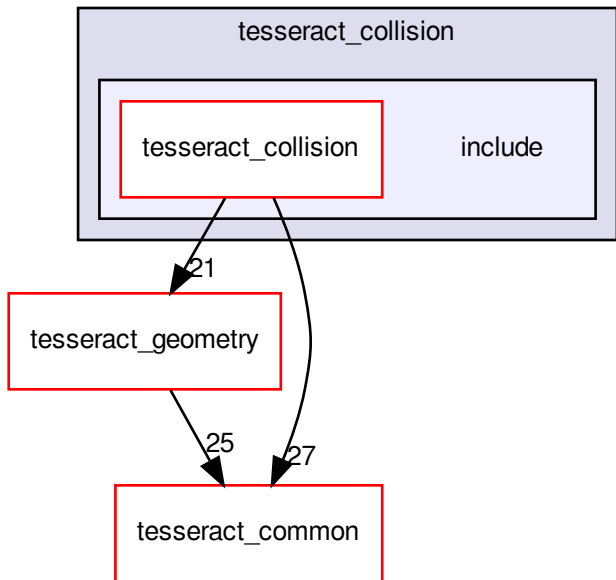 tesseract_collision
tesseract_collision
include
21
tesseract_geometry
25
27
tesseract_common